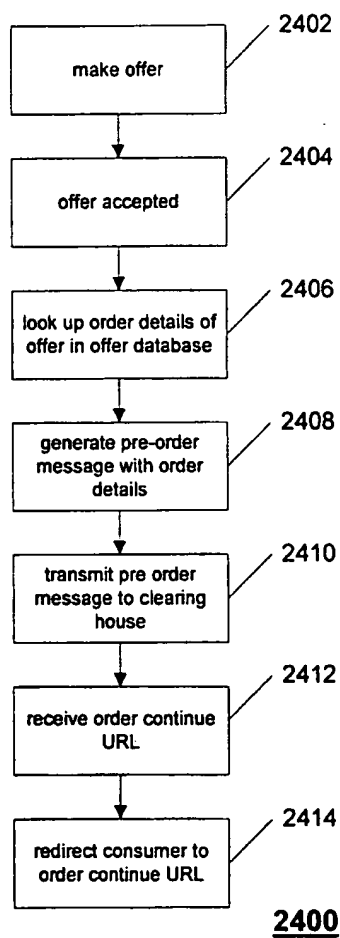 2402
make offer
2404
offer accepted
2406
look up order details of
offer in offer database
2408
generate pre-order
message with order
details
2410
transmit pre order
message to clearing
house
2412
receive order continue
URL
2414
redirect consumer to
order continue URL
2400